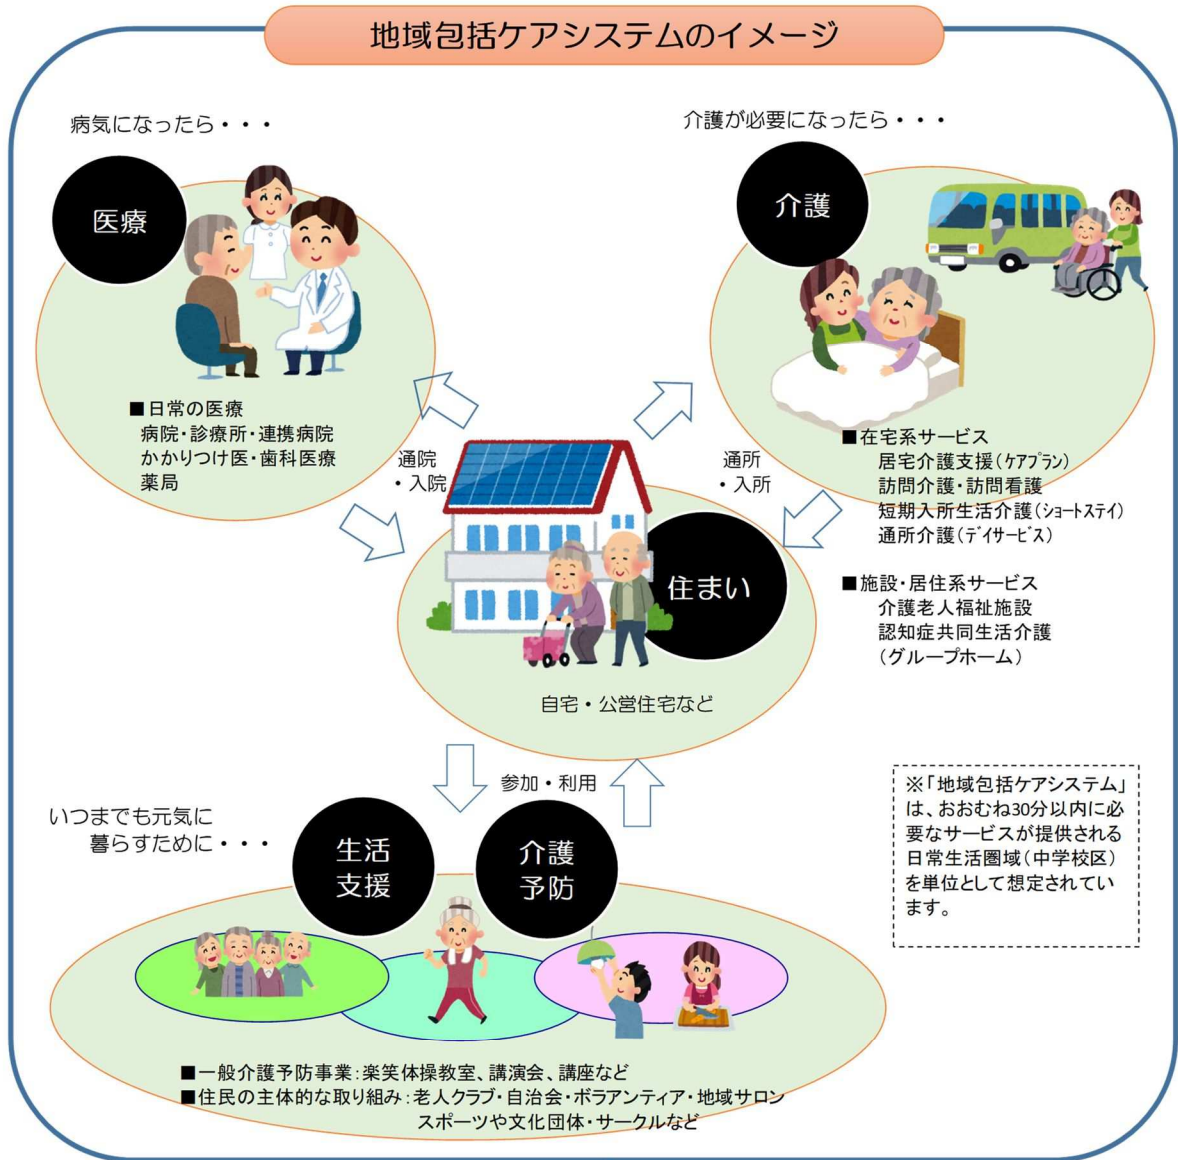 地域包括ケアシステムのイメージ
病気になったら・・・
医療
■日常の医療
病院・診療所・連携病院
かかりつけ医・歯科医療
薬局
介護が必要になったら・・・
介護
■在宅系サービス
居宅介護支援(ケアプラン)
訪問介護・訪問看護
短期入所生活介護(ショートステイ)
通所介護(デイサービス)
■施設・居住系サービス
介護老人福祉施設
認知症共同生活介護
(グループホーム)
通院
・入院
通所
・入所
住まい
自宅・公営住宅など
参加・利用
いつまでも元気に
暮らすために・・・
生活
支援
介護
予防
■一般介護予防事業:楽笑体操教室、講演会、講座など
■住民の主体的な取り組み:老人クラブ・自治会・ボラアンティア・地域サロン
スポーツや文化団体・サークルなど
※「地域包括ケアシステム」
は、おおむね30分以内に必
要なサービスが提供される
日常生活圏域(中学校区)
を単位として想定されてい
ます。